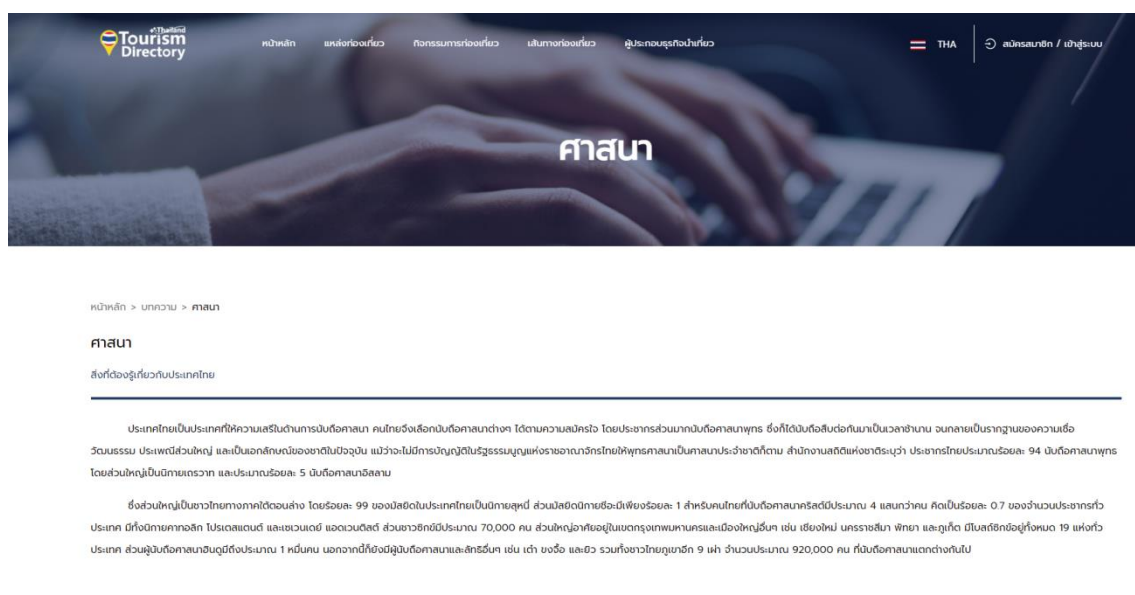 Thailand
Tourism
Directory
หน้าหลัก แหล่งท่องเที่ยว กิจกรรมการท่องเที่ยว เส้นทางท่องเที่ยว ผู้ประกอบธุรกิจนำเที่ยว THA สมัครสมาชิก / เข้าสู่ระบบ
ศาสนา
หน้าหลัก > บทความ > ศาสนา
ศาสนา
สิ่งที่ต้องรู้เกี่ยวกับประเทศไทย
ประเทศไทยเป็นประเทศที่ให้ความเสรีในด้านการนับถือศาสนา คนไทยจึงเลือกนับถือศาสนาต่างๆ ได้ตามความสมัครใจ โดยประชากรส่วนมากนับถือศาสนาพุทธ ซึ่งก็ได้นับถือสืบต่อกันมาเป็นเวลาช้านาน จนกลายเป็นรากฐานของความเชื่อ
วัฒนธรรม ประเพณีส่วนใหญ่ และเป็นเอกลักษณ์ของชาติในปัจจุบัน แม้ว่าจะไม่มีการบัญญัติในรัฐธรรมนูญแห่งราชอาณาจักรไทยให้พุทธศาสนาเป็นศาสนาประจำชาติก็ตาม สำนักงานสถิติแห่งชาติระบุว่า ประชากรไทยประมาณร้อยละ 94 นับถือศาสนาพุทธ
โดยส่วนใหญ่เป็นนิกายเถรวาท และประมาณร้อยละ 5 นับถือศาสนาอิสลาม
ซึ่งส่วนใหญ่เป็นชาวไทยทางภาคใต้ตอนล่าง โดยร้อยละ 99 ของมัสยิดในประเทศไทยเป็นนิกายสุหนี่ ส่วนมัสยิดนิกายชีอะมีเพียงร้อยละ 1 สำหรับคนไทยที่นับถือศาสนาคริสต์มีประมาณ 4 แสนกว่าคน คิดเป็นร้อยละ 0.7 ของจำนวนประชากรทั่ว
ประเทศ มีทั้งนิกายคาทอลิก โปรเตสแตนต์ และเซเวนเดย์ แอดเวนติสต์ ส่วนชาวซิกข์มีประมาณ 70,000 คน ส่วนใหญ่อาศัยอยู่ในเขตกรุงเทพมหานครและเมืองใหญ่อื่นๆ เช่น เชียงใหม่ นครราชสีมา พัทยา และภูเก็ต มีโบสถ์ซิกข์อยู่ทั้งหมด 19 แห่งทั่ว
ประเทศ ส่วนผู้นับถือศาสนาฮินดูมีถึงประมาณ 1 หมื่นคน นอกจากนี้ก็ยังมีผู้นับถือศาสนาและลัทธิอื่นๆ เช่น เต๋า ขงจื้อ และยิว รวมทั้งชาวไทยภูเขาอีก 9 เผ่า จำนวนประมาณ 920,000 คน ที่นับถือศาสนาแตกต่างกันไป